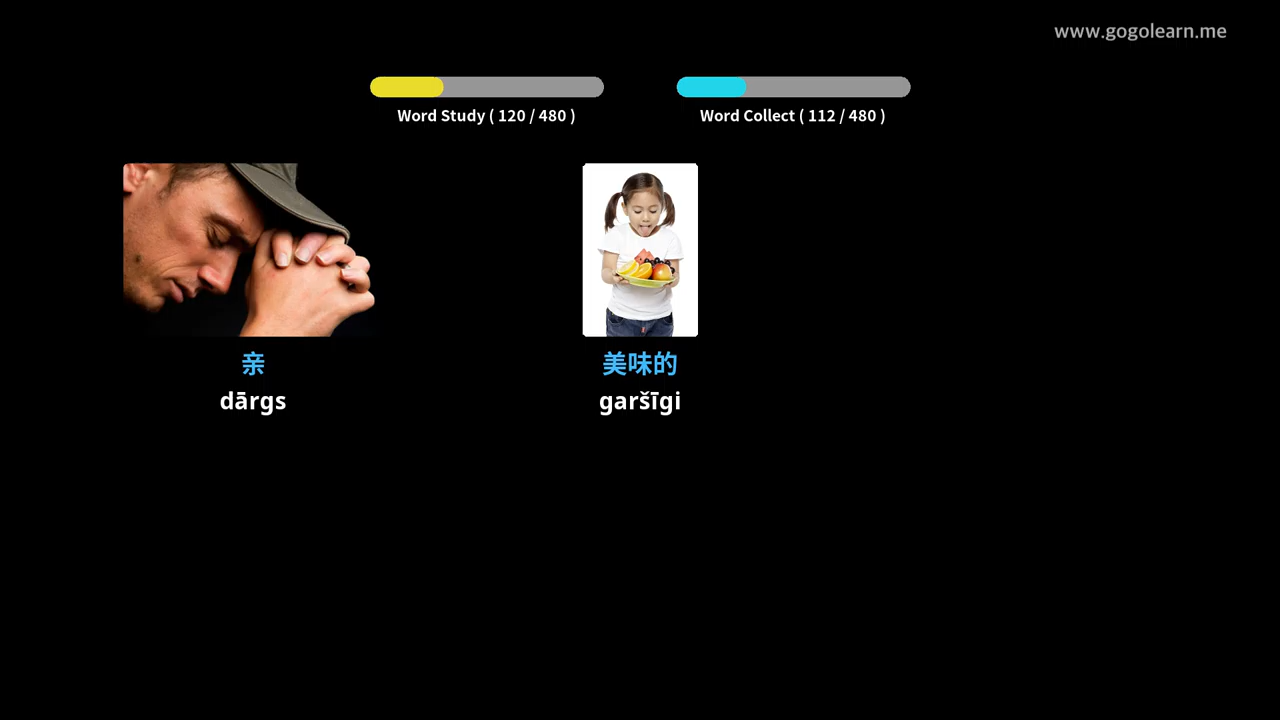 www.gogolearn.me
Word Study ( 120 / 480 )
Word Collect ( 112 / 480 )
亲
美味的
dārgs
garšīgi